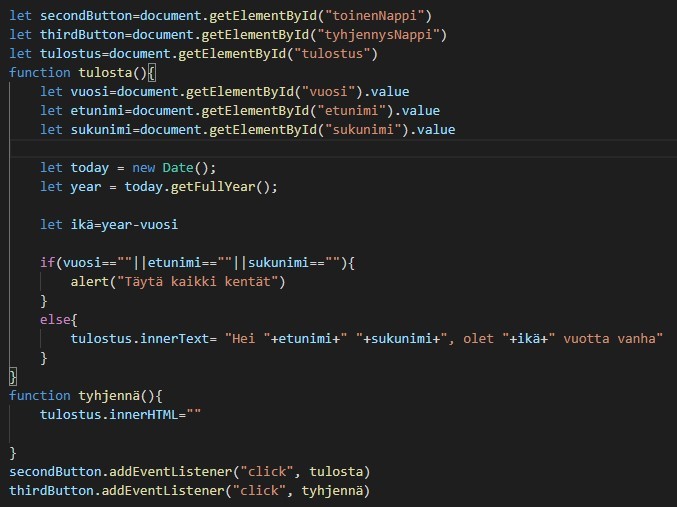 let secondButton=document.getElementById("toinenNappi")
let thirdButton=document.getElementById("tyhjennysNappi")
let tulostus=document.getElementById("tulostus")
function tulosta(){
    let vuosi=document.getElementById("vuosi").value
    let etunimi=document.getElementById("etunimi").value
    let sukunimi=document.getElementById("sukunimi").value

    let today = new Date();
    let year = today.getFullYear();

    let ikä=year-vuosi

    if(vuosi==""||etunimi==""||sukunimi==""){
        alert("Täytä kaikki kentät")
    }
    else{
        tulostus.innerText= "Hei "+etunimi+" "+sukunimi+", olet "+ikä+" vuotta vanha"
    }
}
function tyhjennä(){
    tulostus.innerHTML=""

}
secondButton.addEventListener("click", tulosta)
thirdButton.addEventListener("click", tyhjennä)